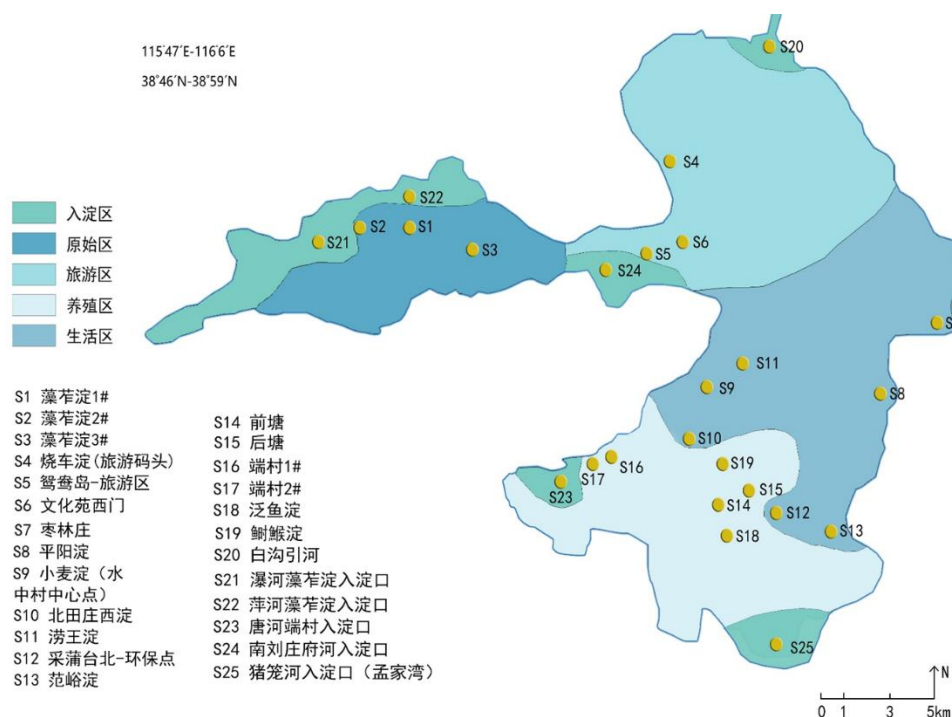 115°47′E-116°6′E
38°46′N-38°59′N
入淀区
原始区
旅游区
养殖区
生活区
S1 藻苲淀1#
S2 藻苲淀2#
S3 藻苲淀3#
S4 烧车淀(旅游码头)
S5 鸳鸯岛-旅游区
S6 文化苑西门
S7 枣林庄
S8 平阳淀
S9 小麦淀（水
中村中心点）
S10 北田庄西淀
S11 涝王淀
S12 采蒲台北-环保点
S13 范峪淀
S14 前塘
S15 后塘
S16 端村1#
S17 端村2#
S18 泛鱼淀
S19 鲥鯸淀
S20 白沟引河
S21 瀑河藻苲淀入淀口
S22 萍河藻苲淀入淀口
S23 唐河端村入淀口
S24 南刘庄府河入淀口
S25 猪笼河入淀口（孟家湾）
S20
S4
S22
S2
S1
S21
S3
S6
S5
S24
S
S11
S9
S8
S10
S16
S17
S19
S23
S15
S14
S12
S13
S18
S25
N
0 1 3 5km